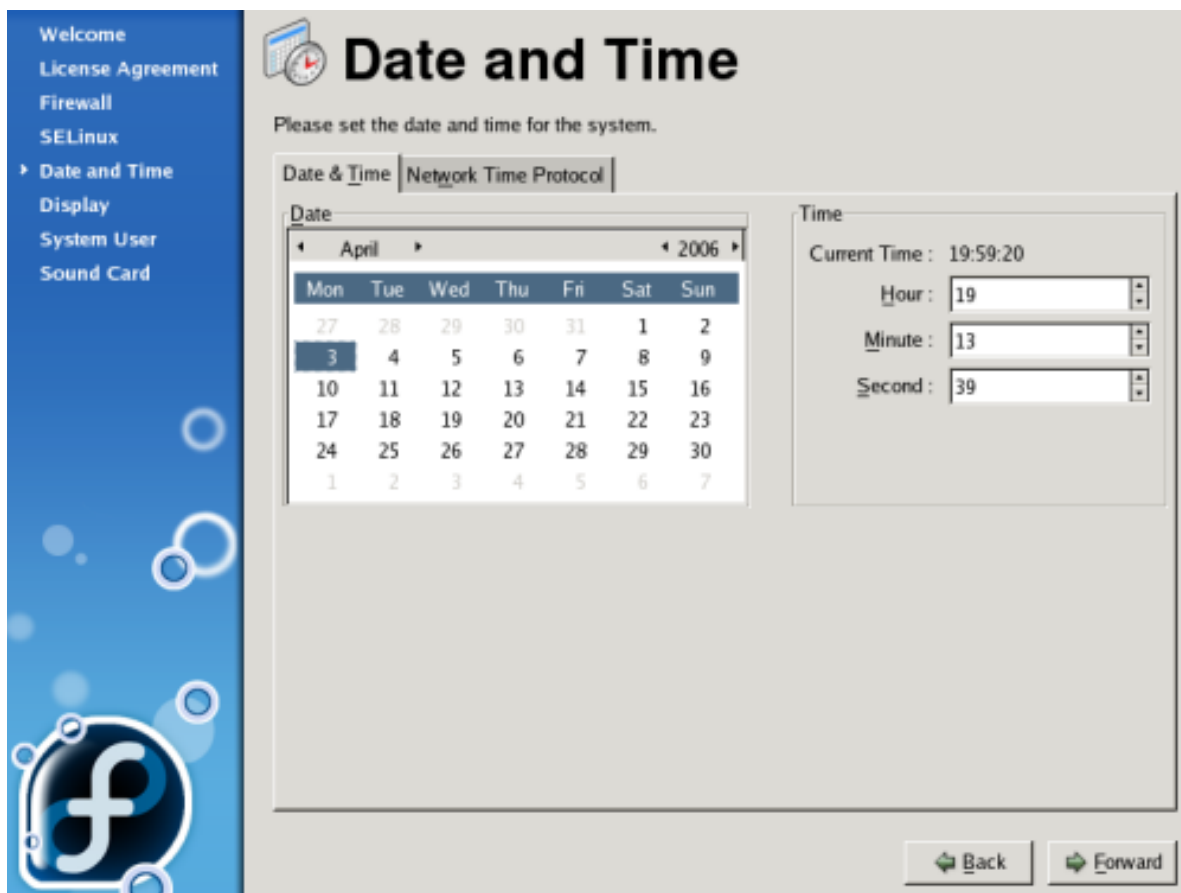 Welcome
License Agreement
Firewall
SELinux
Date and Time
Display
System User
Sound Card
Date and Time
Please set the date and time for the system.
Date & Time
Network Time Protocol
Date
April 2006
Mon Tue Wed Thu Fri Sat Sun
27 28 29 30 31 1 2
3 4 5 6 7 8 9
10 11 12 13 14 15 16
17 18 19 20 21 22 23
24 25 26 27 28 29 30
1 2 3 4 5 6 7
Time
Current Time : 19:59:20
Hour : 19
Minute : 13
Second : 39
Back
Forward